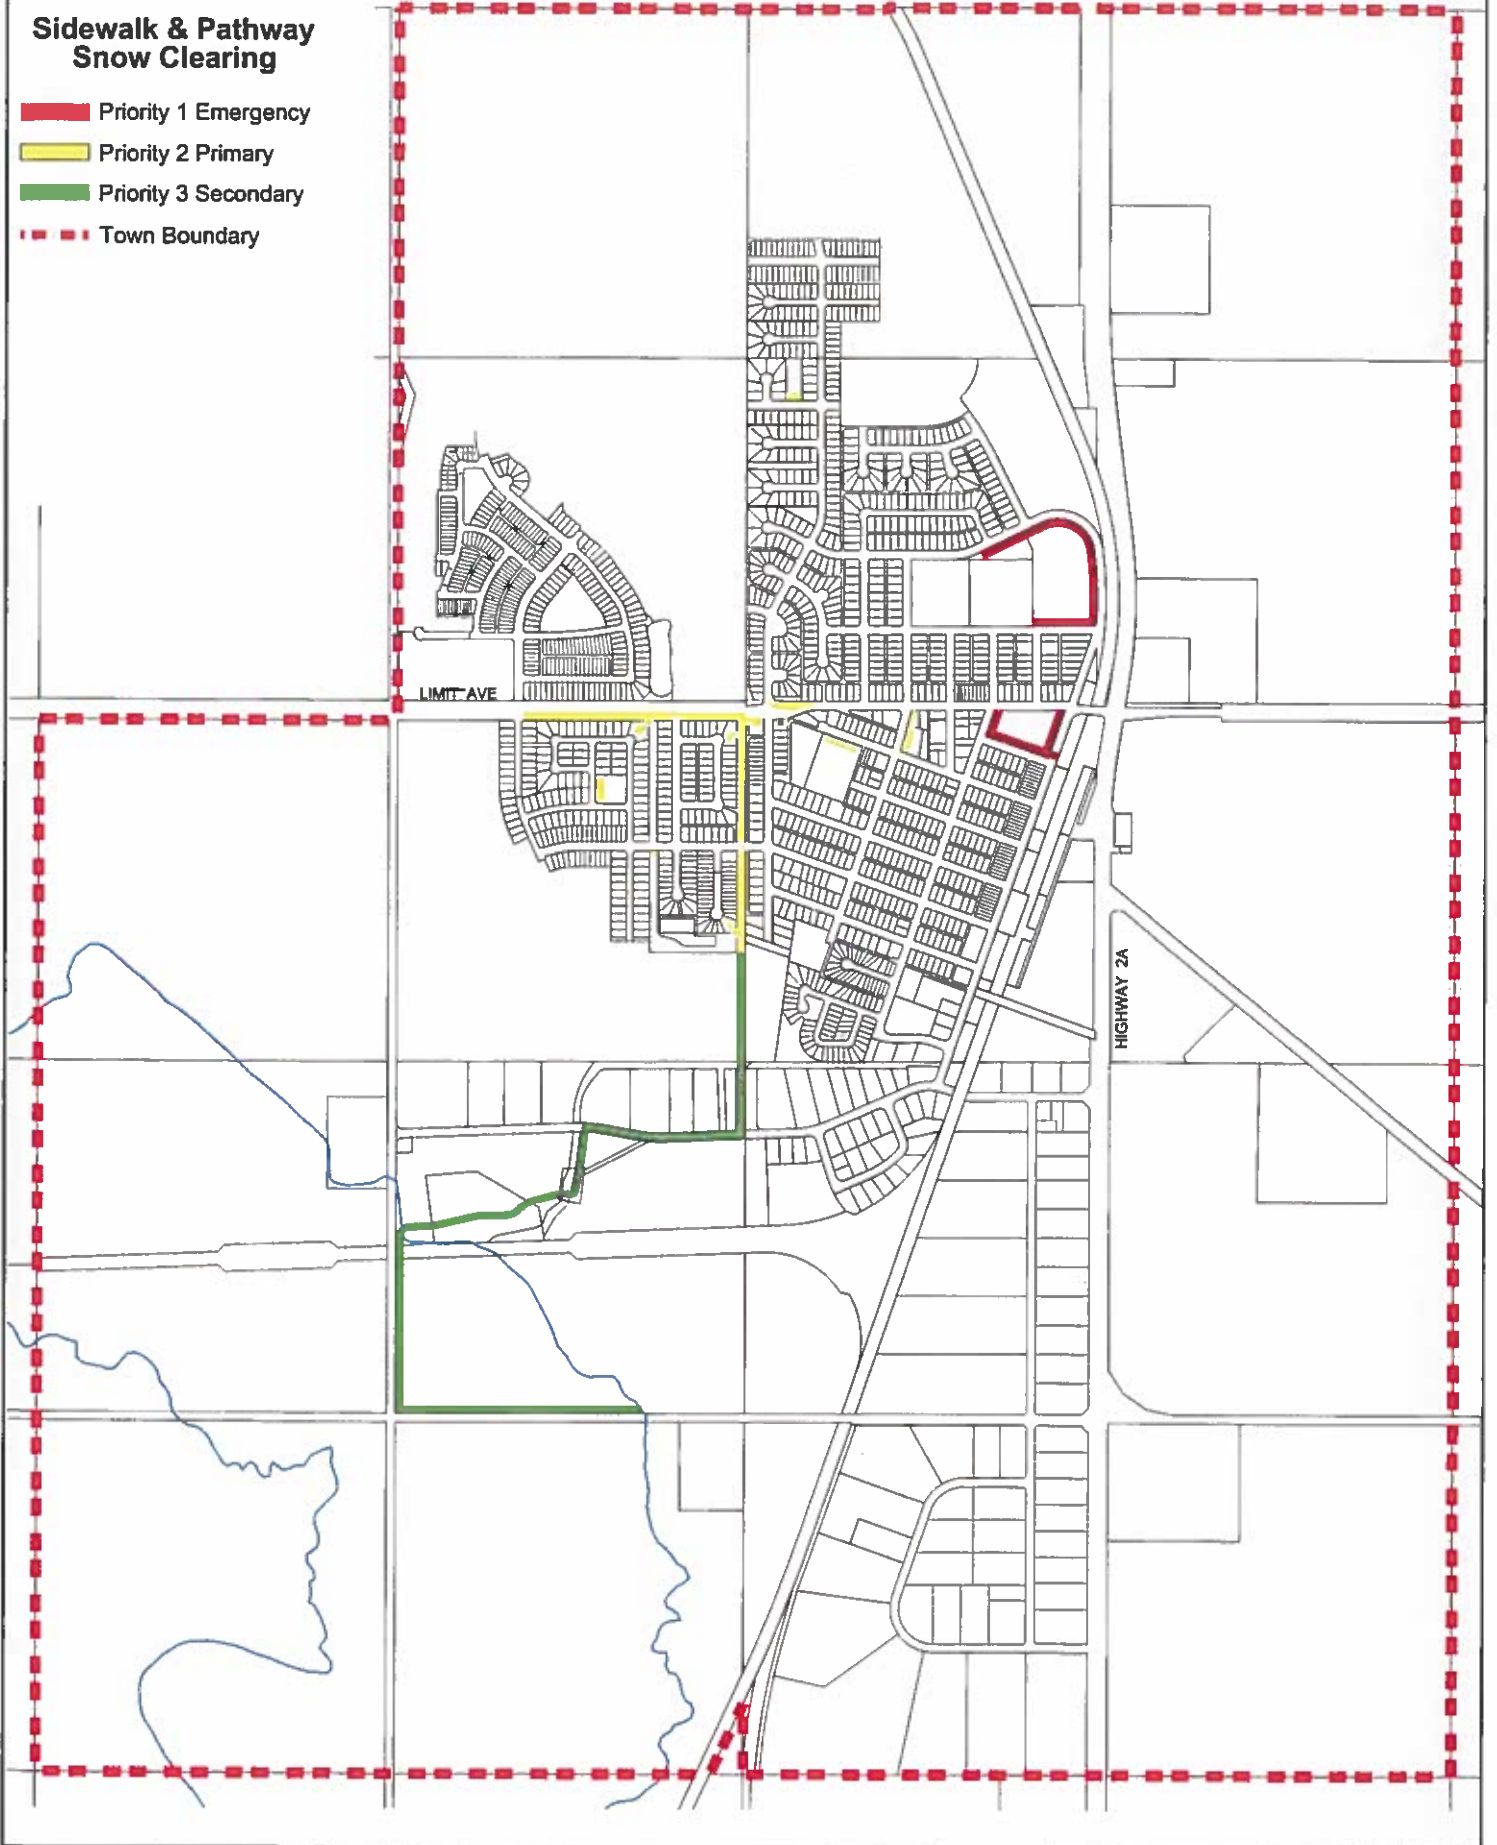 Sidewalk & Pathway
Snow Clearing
Priority 1 Emergency
Priority 2 Primary
Priority 3 Secondary
Town Boundary
LIMIT AVE
HIGHWAY 2A